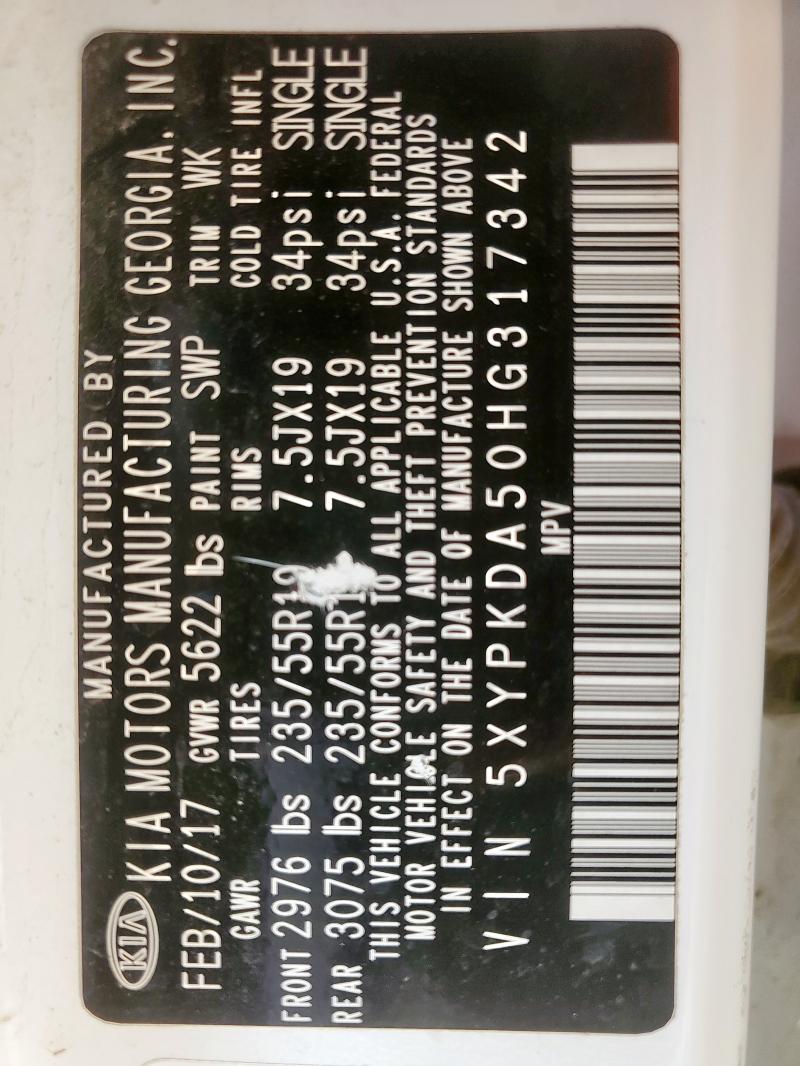 MANUFACTURED BY
KIA KIA MOTORS MANUFACTURING GEORGIA, INC.
FEB/10/17 GVWR 5622 lbs PAINT SWP TRIM WK
GAWR TIRES RIMS COLD TIRE INFL
FRONT 2976 lbs 235/55R19 7.5JX19 34psi SINGLE
REAR 3075 lbs 7.5JX19 34psi SINGLE
THIS VEHICLE CONFORMS TO ALL APPLICABLE U.S.A. FEDERAL
MOTOR VEHICLE SAFETY AND THEFT PREVENTION STANDARDS
IN EFFECT ON THE DATE OF MANUFACTURE SHOWN ABOVE
VIN 5XYPKDA50HG317342
MPV